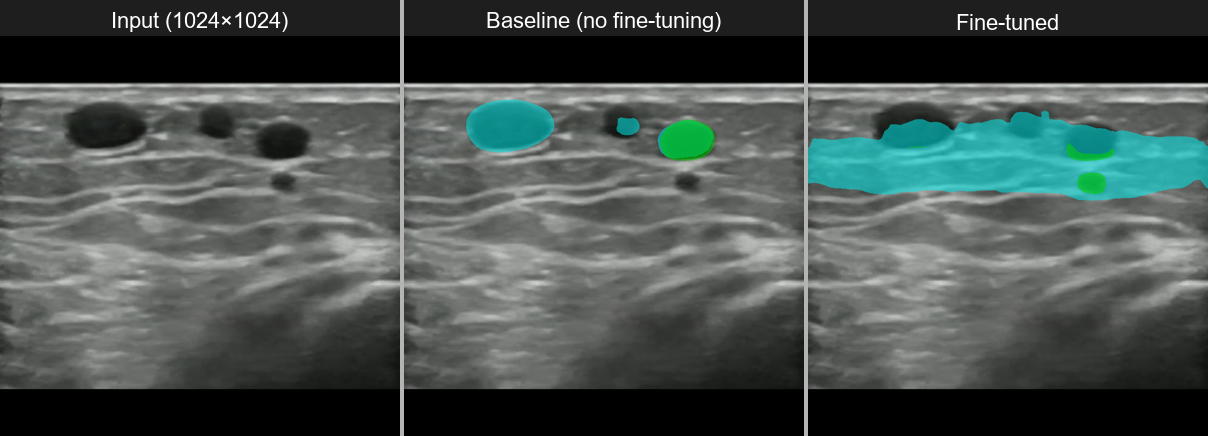 Input (1024×1024)
Baseline (no fine-tuning)
Fine-tuned